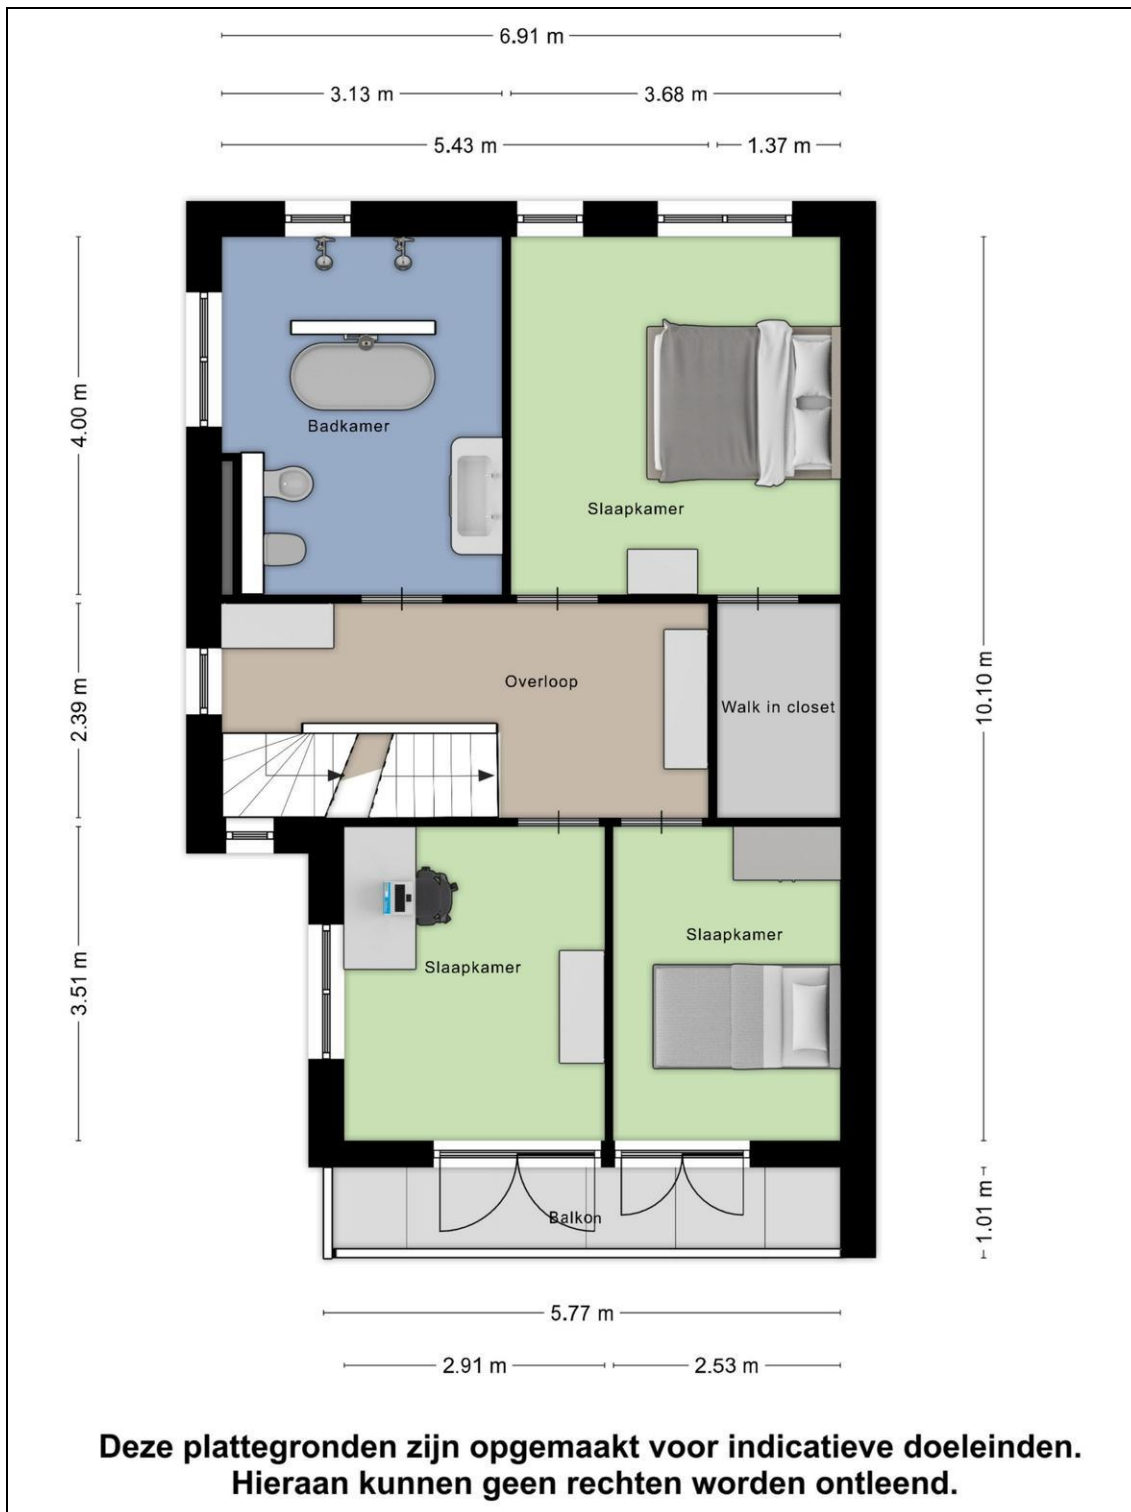 6.91 m
3.13 m
3.68 m
5.43 m
1.37 m
4.00 m
Badkamer
Slaapkamer
2.39 m
Overloop
Walk in closet
10.10 m
3.51 m
Slaapkamer
Slaapkamer
Balkon
1.01 m
5.77 m
2.91 m
2.53 m
Deze plattegronden zijn opgemaakt voor indicatieve doeleinden.
Hieraan kunnen geen rechten worden ontleend.